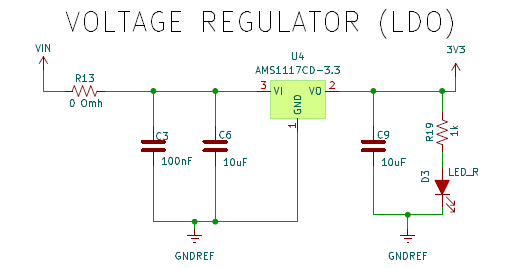 VOLTAGE REGULATOR (LDO)
VIN
3V3
U4
AMS1117CD-3.3
R13
0 Omh
3 VI VO 2
GND
1
C3
100nF
C6
10uF
C9
10uF
R19
1k
D3
LED_R
GNDREF
GNDREF